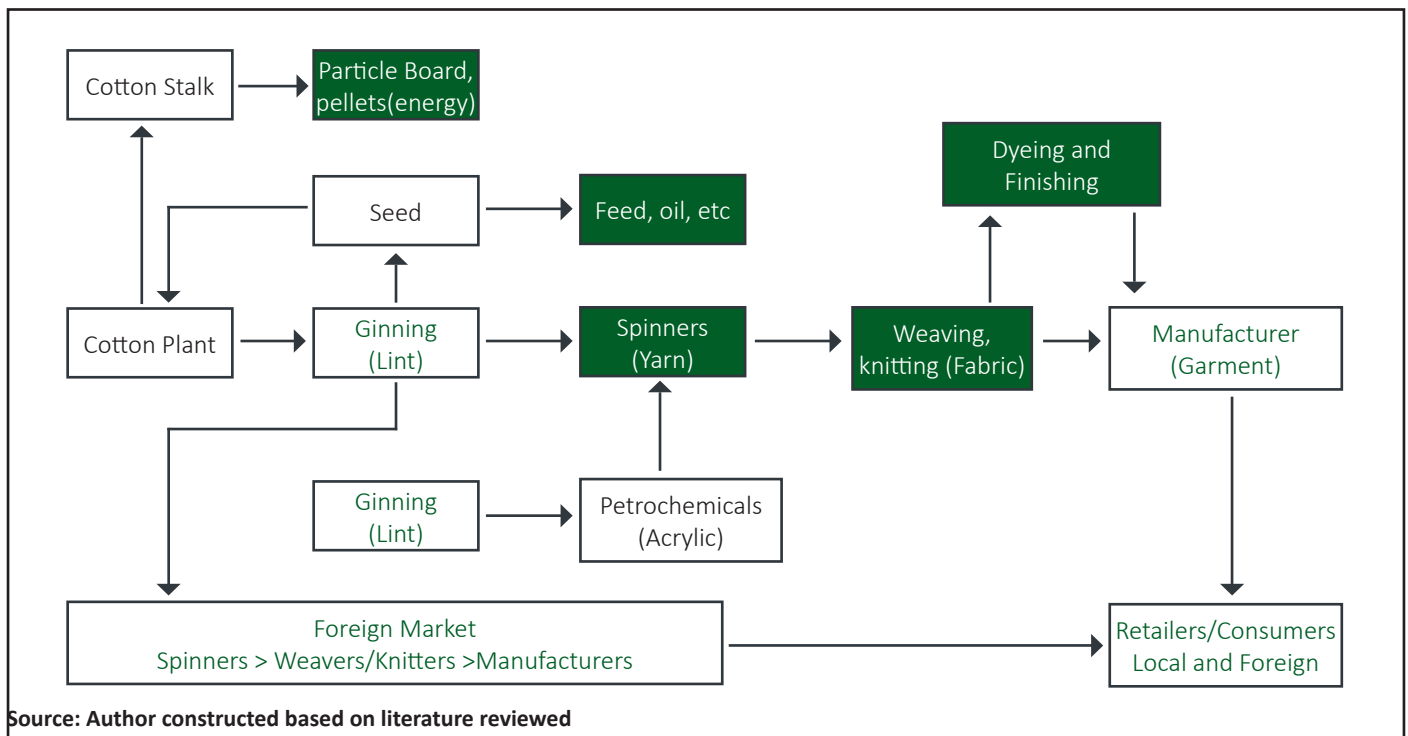 Cotton Stalk
Particle Board,
pellets(energy)
Dyeing and
Finishing
Seed
Feed, oil, etc
Cotton Plant
Ginning
(Lint)
Spinners
(Yarn)
Weaving,
knitting (Fabric)
Manufacturer
(Garment)
Ginning
(Lint)
Petrochemicals
(Acrylic)
Foreign Market
Spinners > Weavers/Knitters >Manufacturers
Retailers/Consumers
Local and Foreign
Source: Author constructed based on literature reviewed